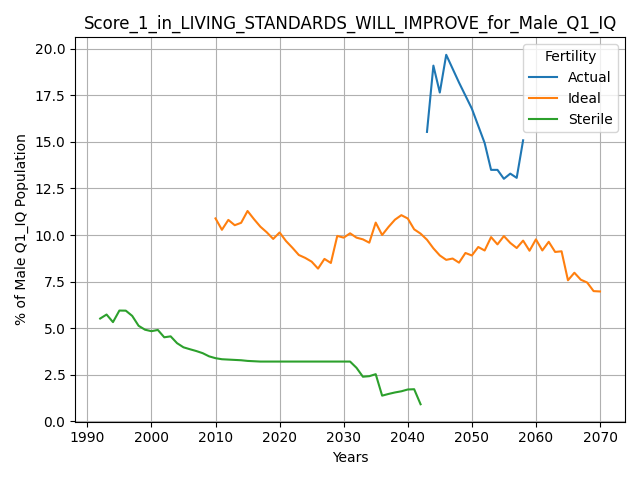 Score_1_in_LIVING_STANDARDS_WILL_IMPROVE_for_Male_Q1_IQ
Fertility
Actual
Ideal
Sterile
% of Male Q1_IQ Population
20.0
17.5
15.0
12.5
10.0
7.5
5.0
2.5
0.0
1990 2000 2010 2020 2030 2040 2050 2060 2070
Years